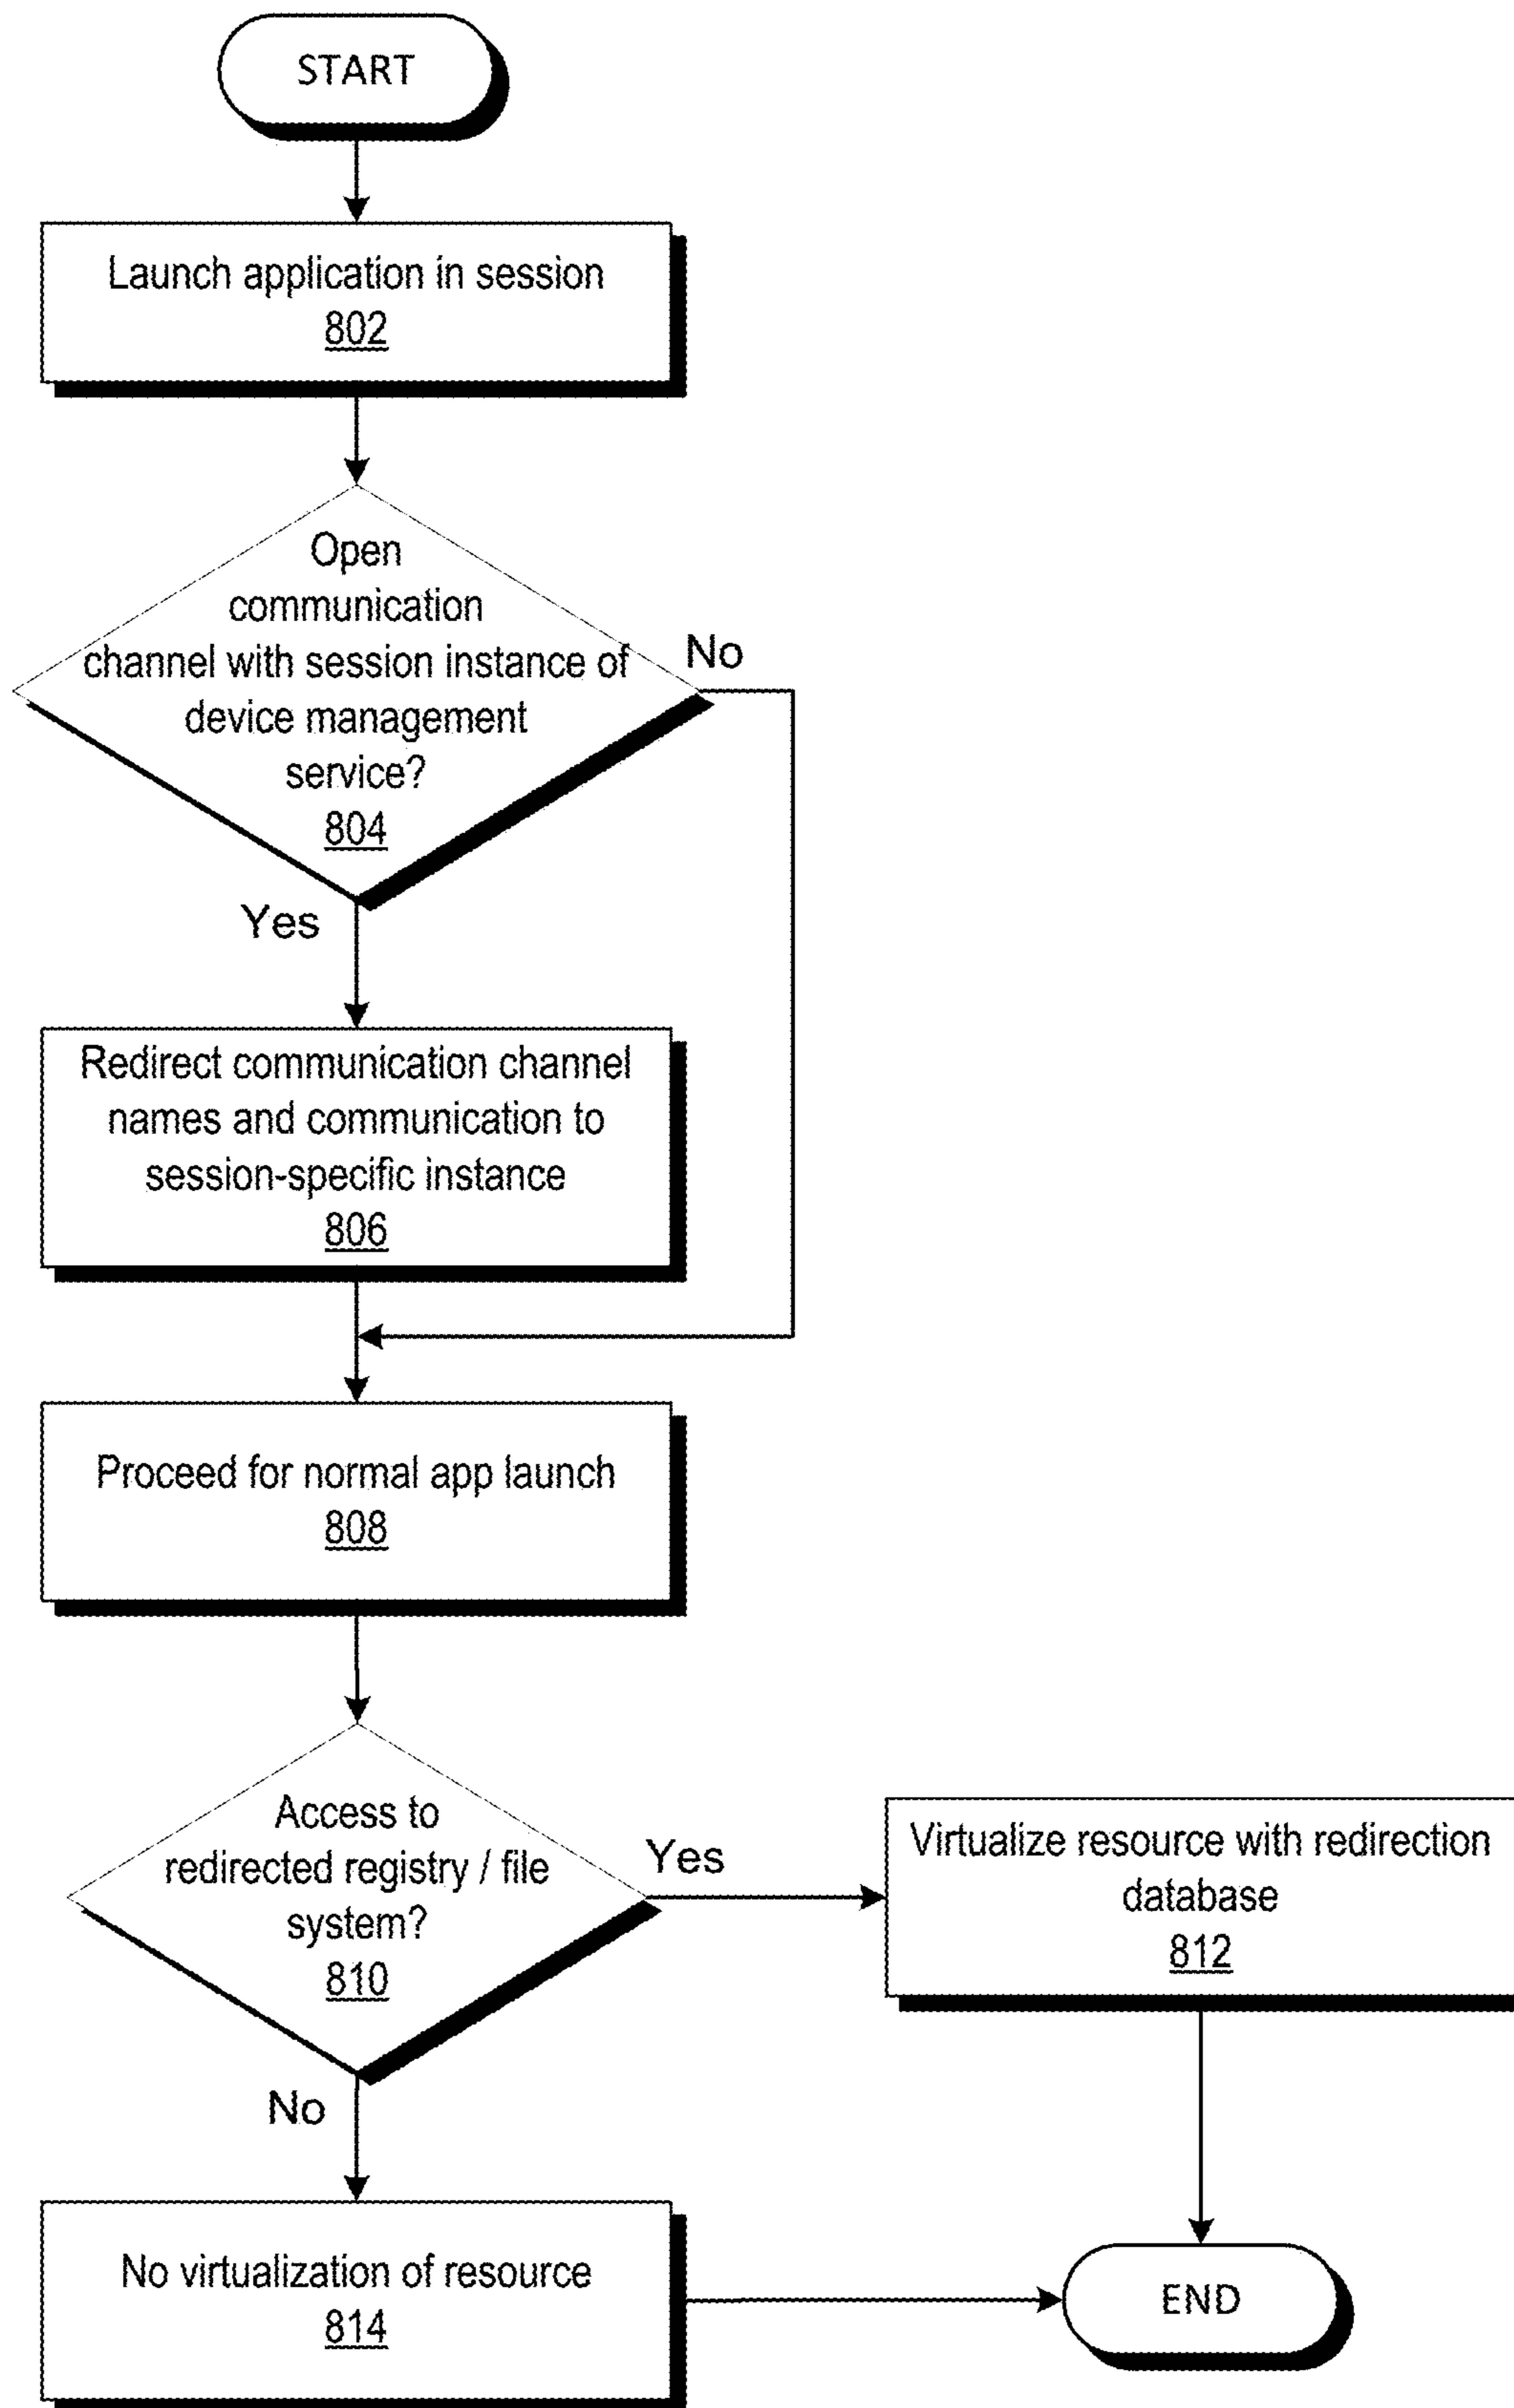 START
Launch application in session
802
Open
communication
channel with session instance of
device management
service?
804
No
Yes
Redirect communication channel
names and communication to
session-specific instance
806
Proceed for normal app launch
808
Access to
redirected registry / file
system?
810
Yes
Virtualize resource with redirection
database
812
No
No virtualization of resource
814
END